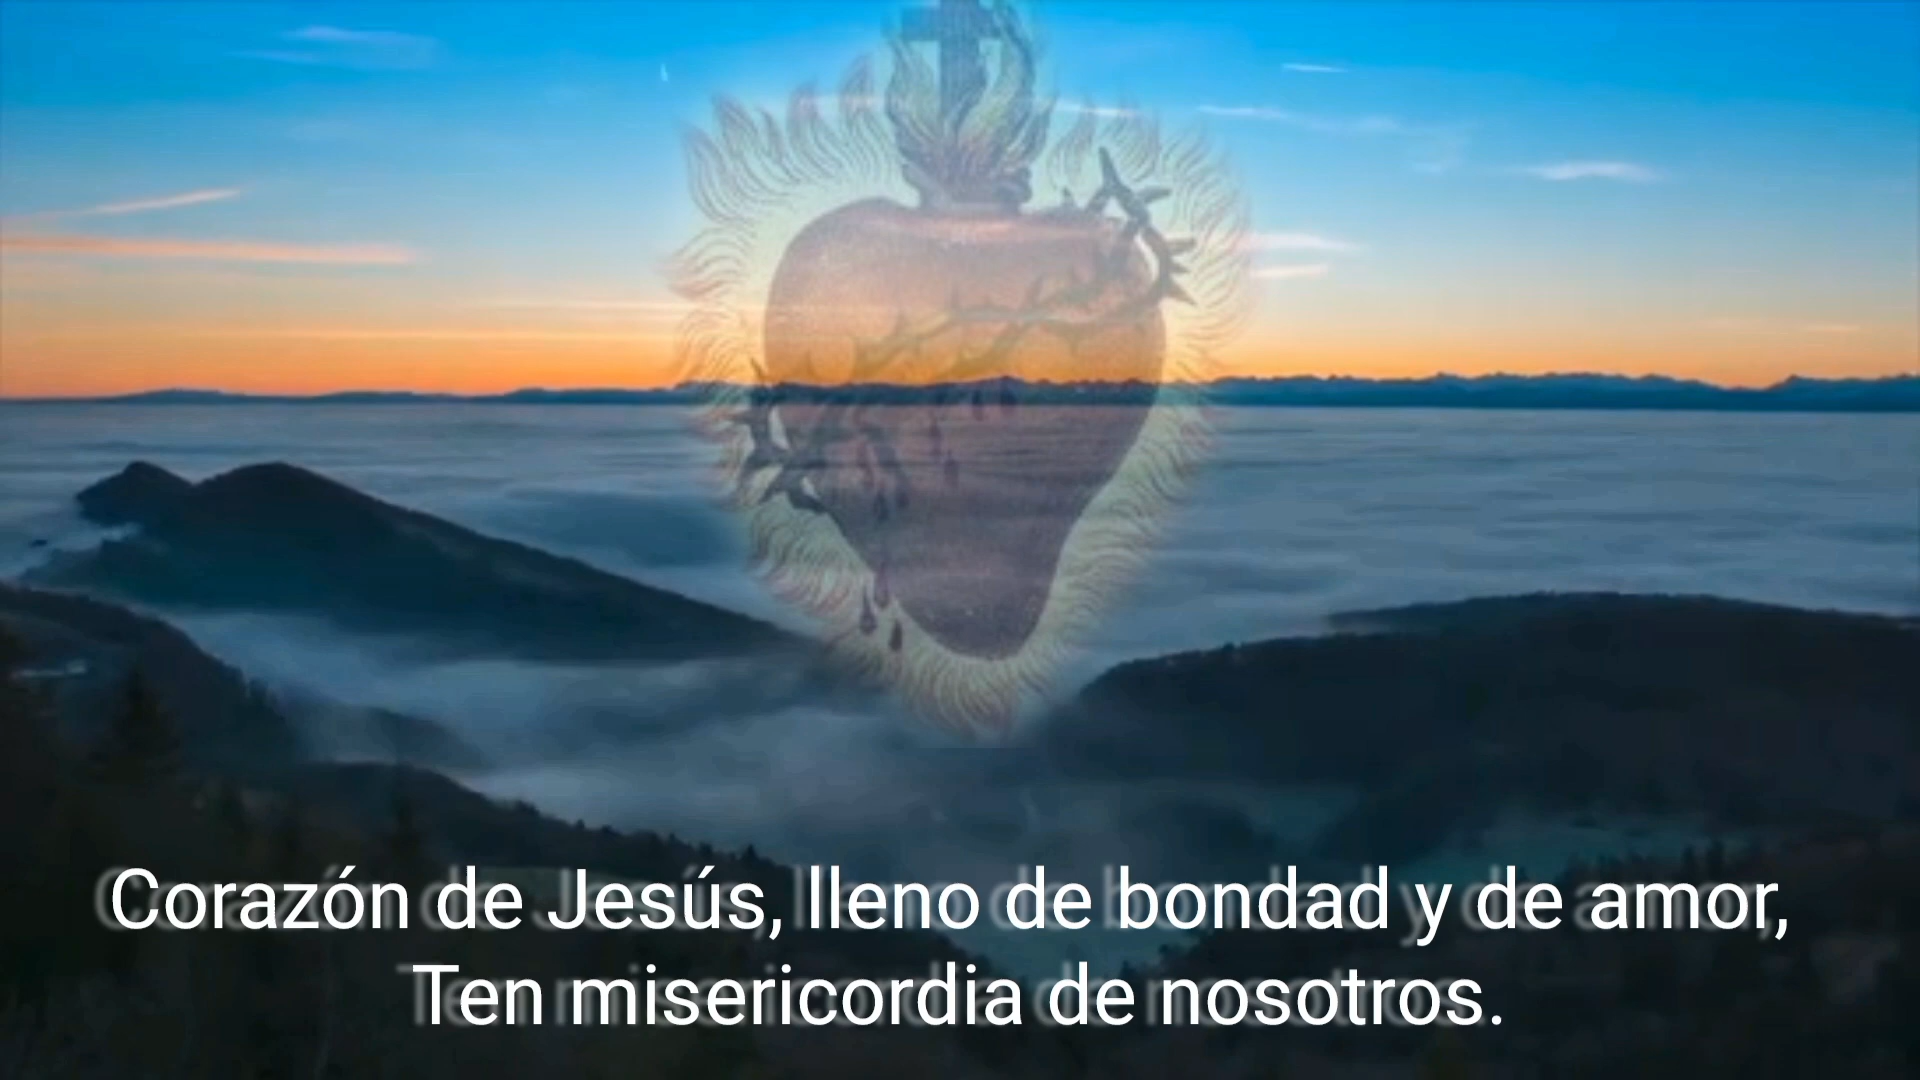 Corazón de Jesús, lleno de bondad y de amor,
Ten misericordia de nosotros.